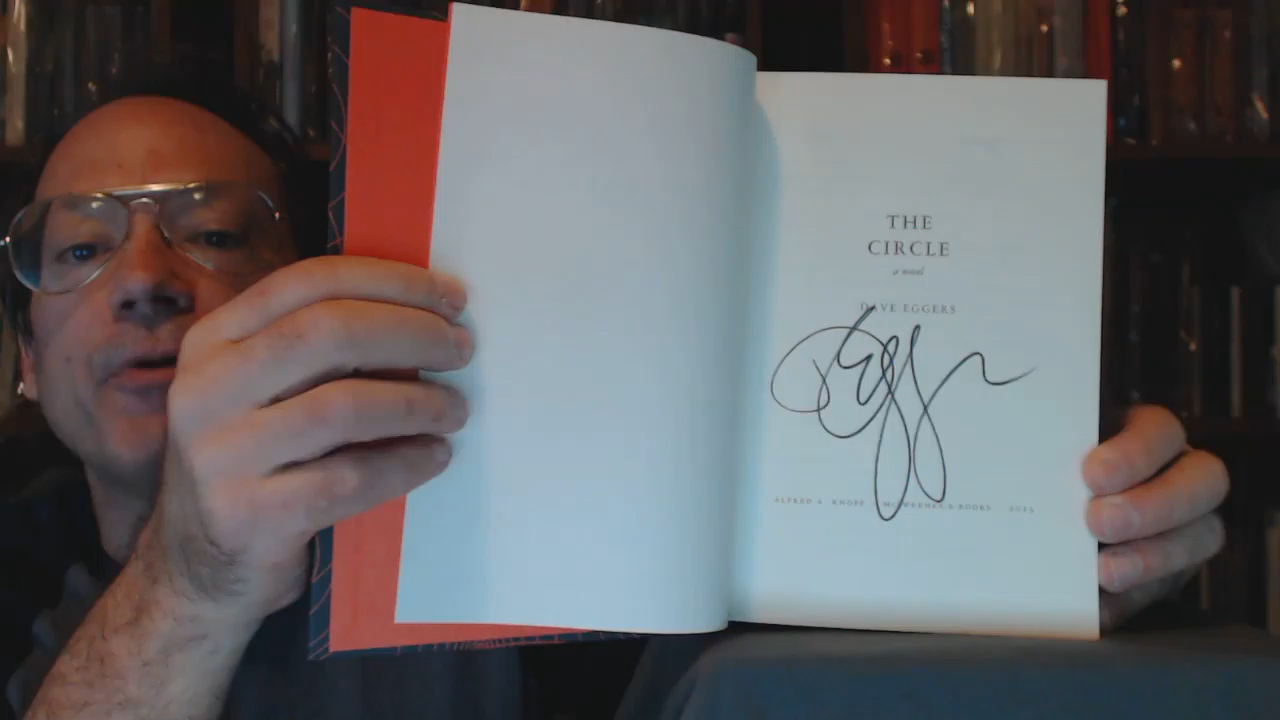 THE
CIRCLE
a novel
DAVE EGGERS
ALFRED A. KNOPF McSWEENEY'S BOOKS 2013